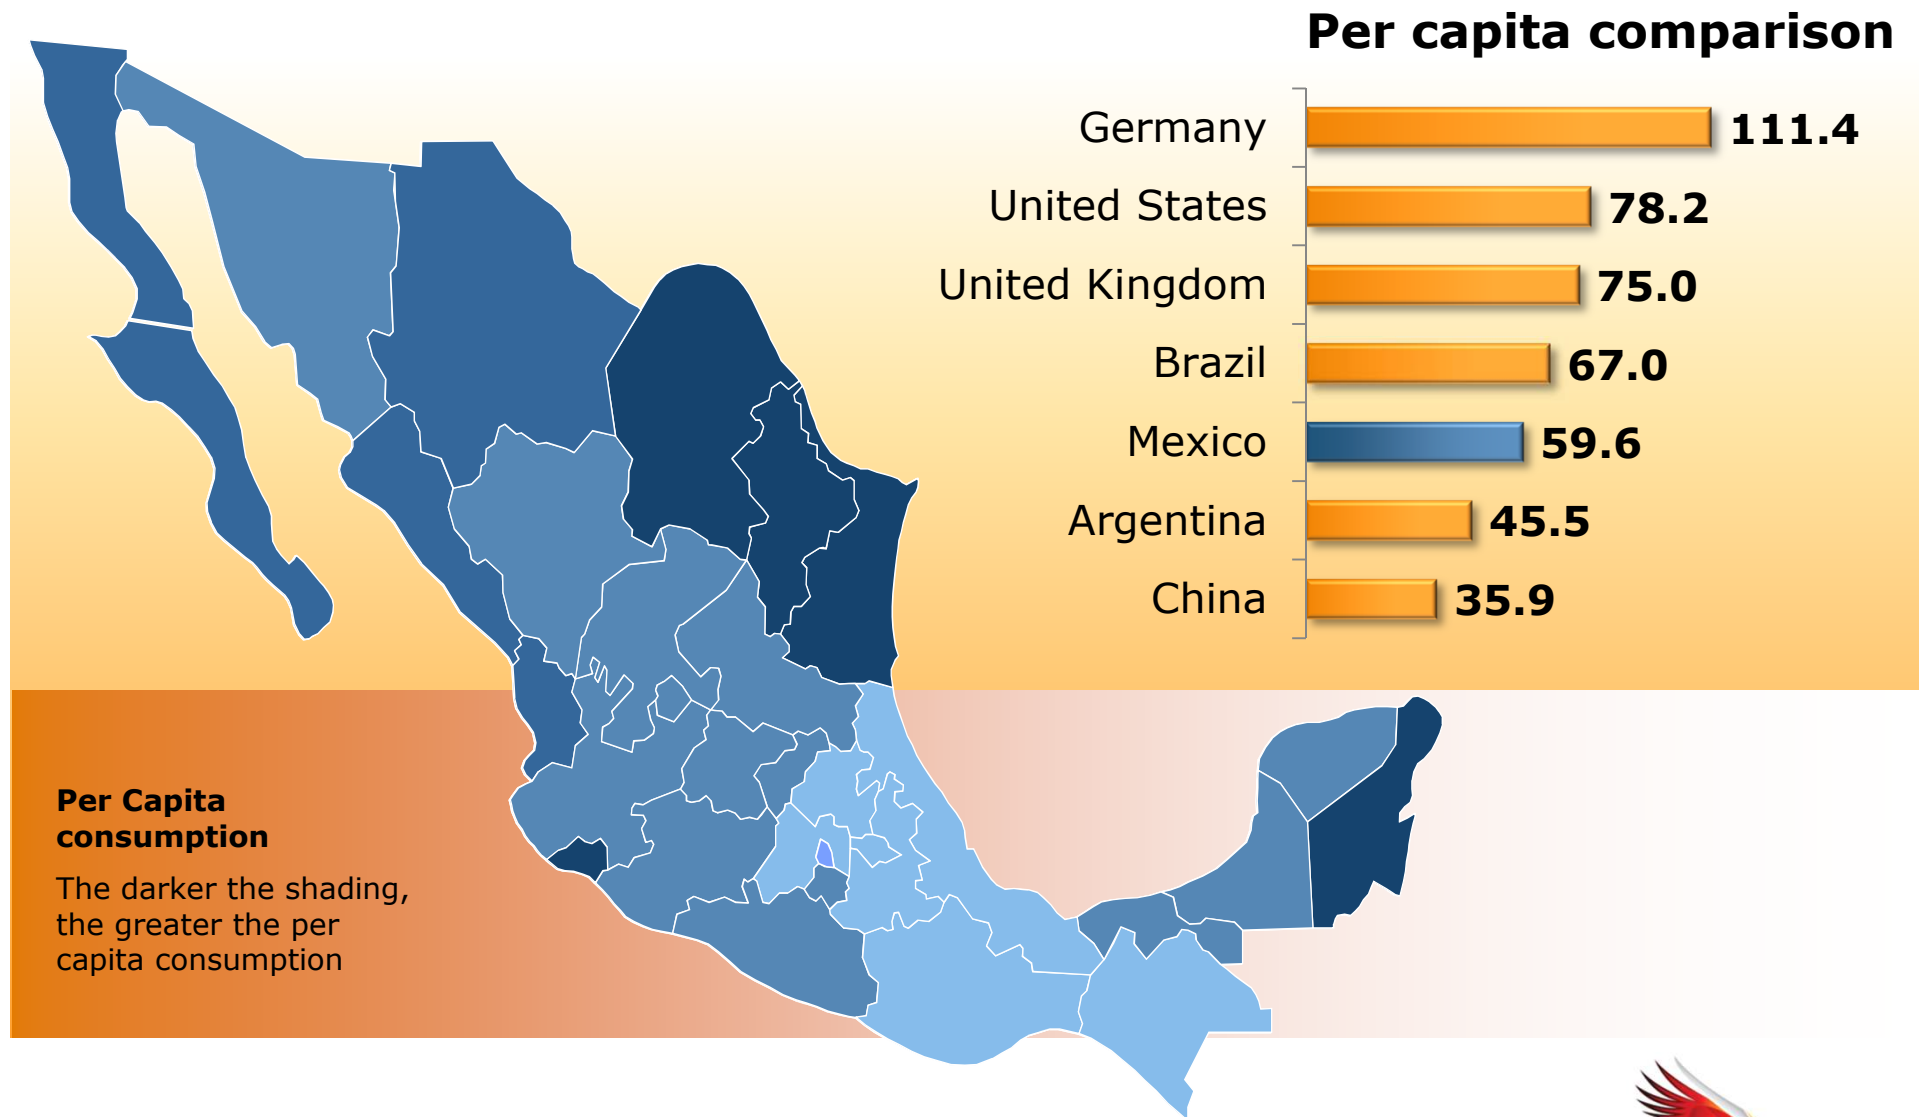 Per capita comparison
Germany 111.4
United States 78.2
United Kingdom 75.0
Brazil 67.0
Mexico 59.6
Argentina 45.5
China 35.9
Per Capita
consumption
The darker the shading,
the greater the per
capita consumption